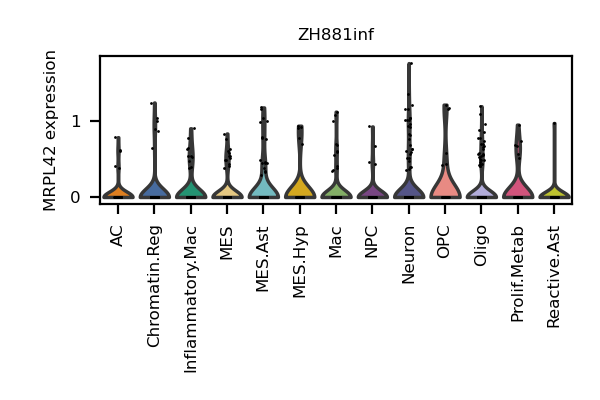 ZH881inf
MRPL42 expression
1
0
AC
Chromatin.Reg
Inflammatory.Mac
MES
MES.Ast
MES.Hyp
Mac
NPC
Neuron
OPC
Oligo
Prolif.Metab
Reactive.Ast